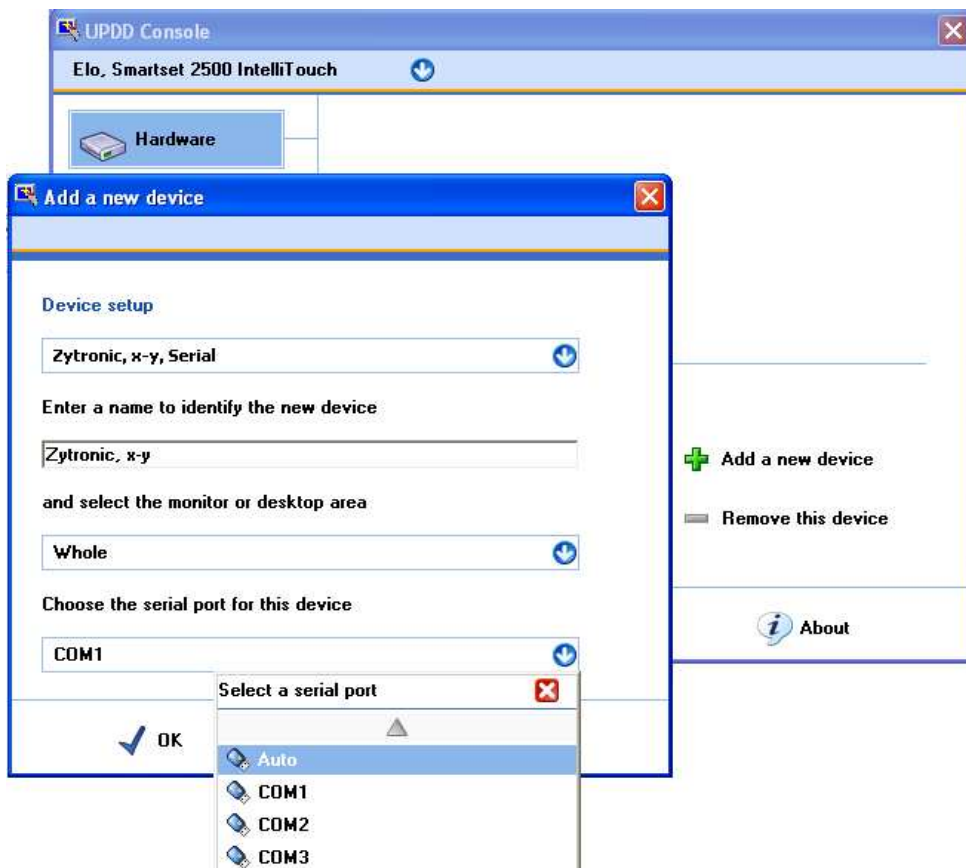 UPDD Console
Elo, Smartset 2500 IntelliTouch
Hardware
Add a new device
Device setup
Zytronic, x-y, Serial
Enter a name to identify the new device
Zytronic, x-y
and select the monitor or desktop area
Whole
Choose the serial port for this device
COM1
Select a serial port
Auto
COM1
COM2
COM3
OK
Add a new device
Remove this device
About